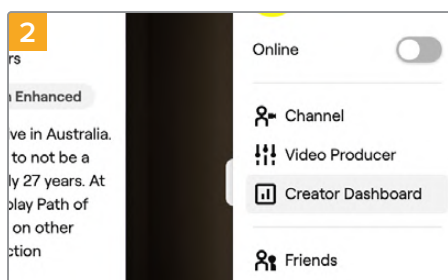 2
rs
Enhanced
ve in Australia.
to not be a
ly 27 years. At
play Path of
on other
ction
Online
Channel
Video Producer
Creator Dashboard
Friends